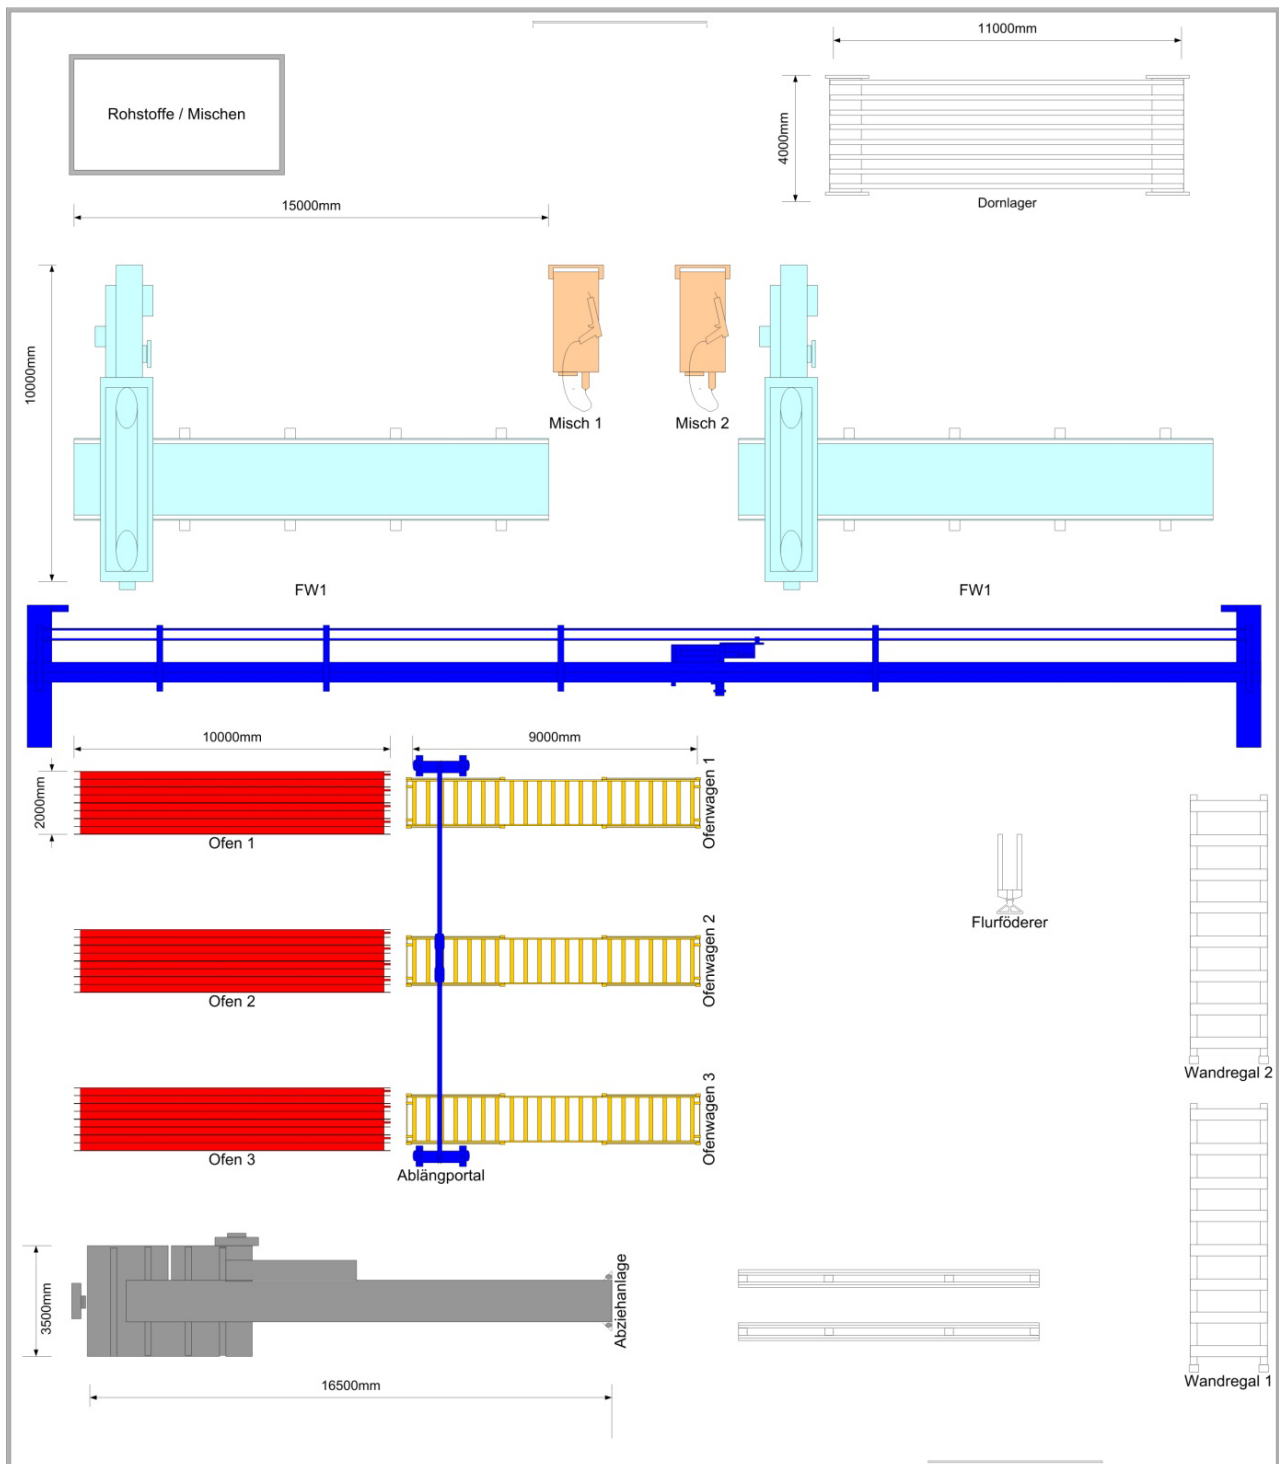 11000mm
Rohstoffe / Mischen
4000mm
Dornlager
15000mm
10000mm
Misch 1
Misch 2
FW1
FW1
10000mm
9000mm
2000mm
Ofen 1
Ofenwagen 1
Flurföderer
Ofen 2
Ofenwagen 2
Wandregal 2
Ofen 3
Ofenwagen 3
Ablängportal
3500mm
Abziehanlage
16500mm
Wandregal 1